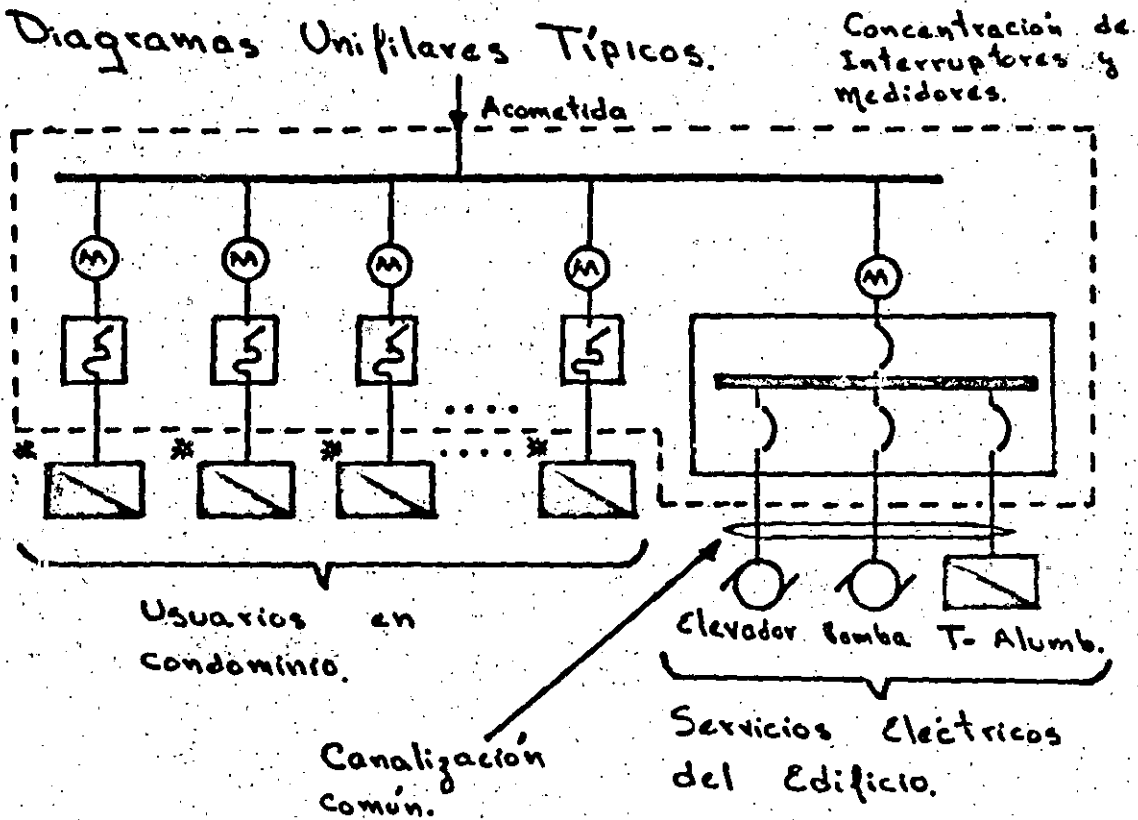 Diagramas Unifilares Típicos.
Concentración de
Interruptores y
medidores.
Acometida
M M M M M
* * * *
Usuarios en
condominio.
Elevador Bomba T- Alumb.
Canalización
común.
Servicios Eléctricos
del Edificio.